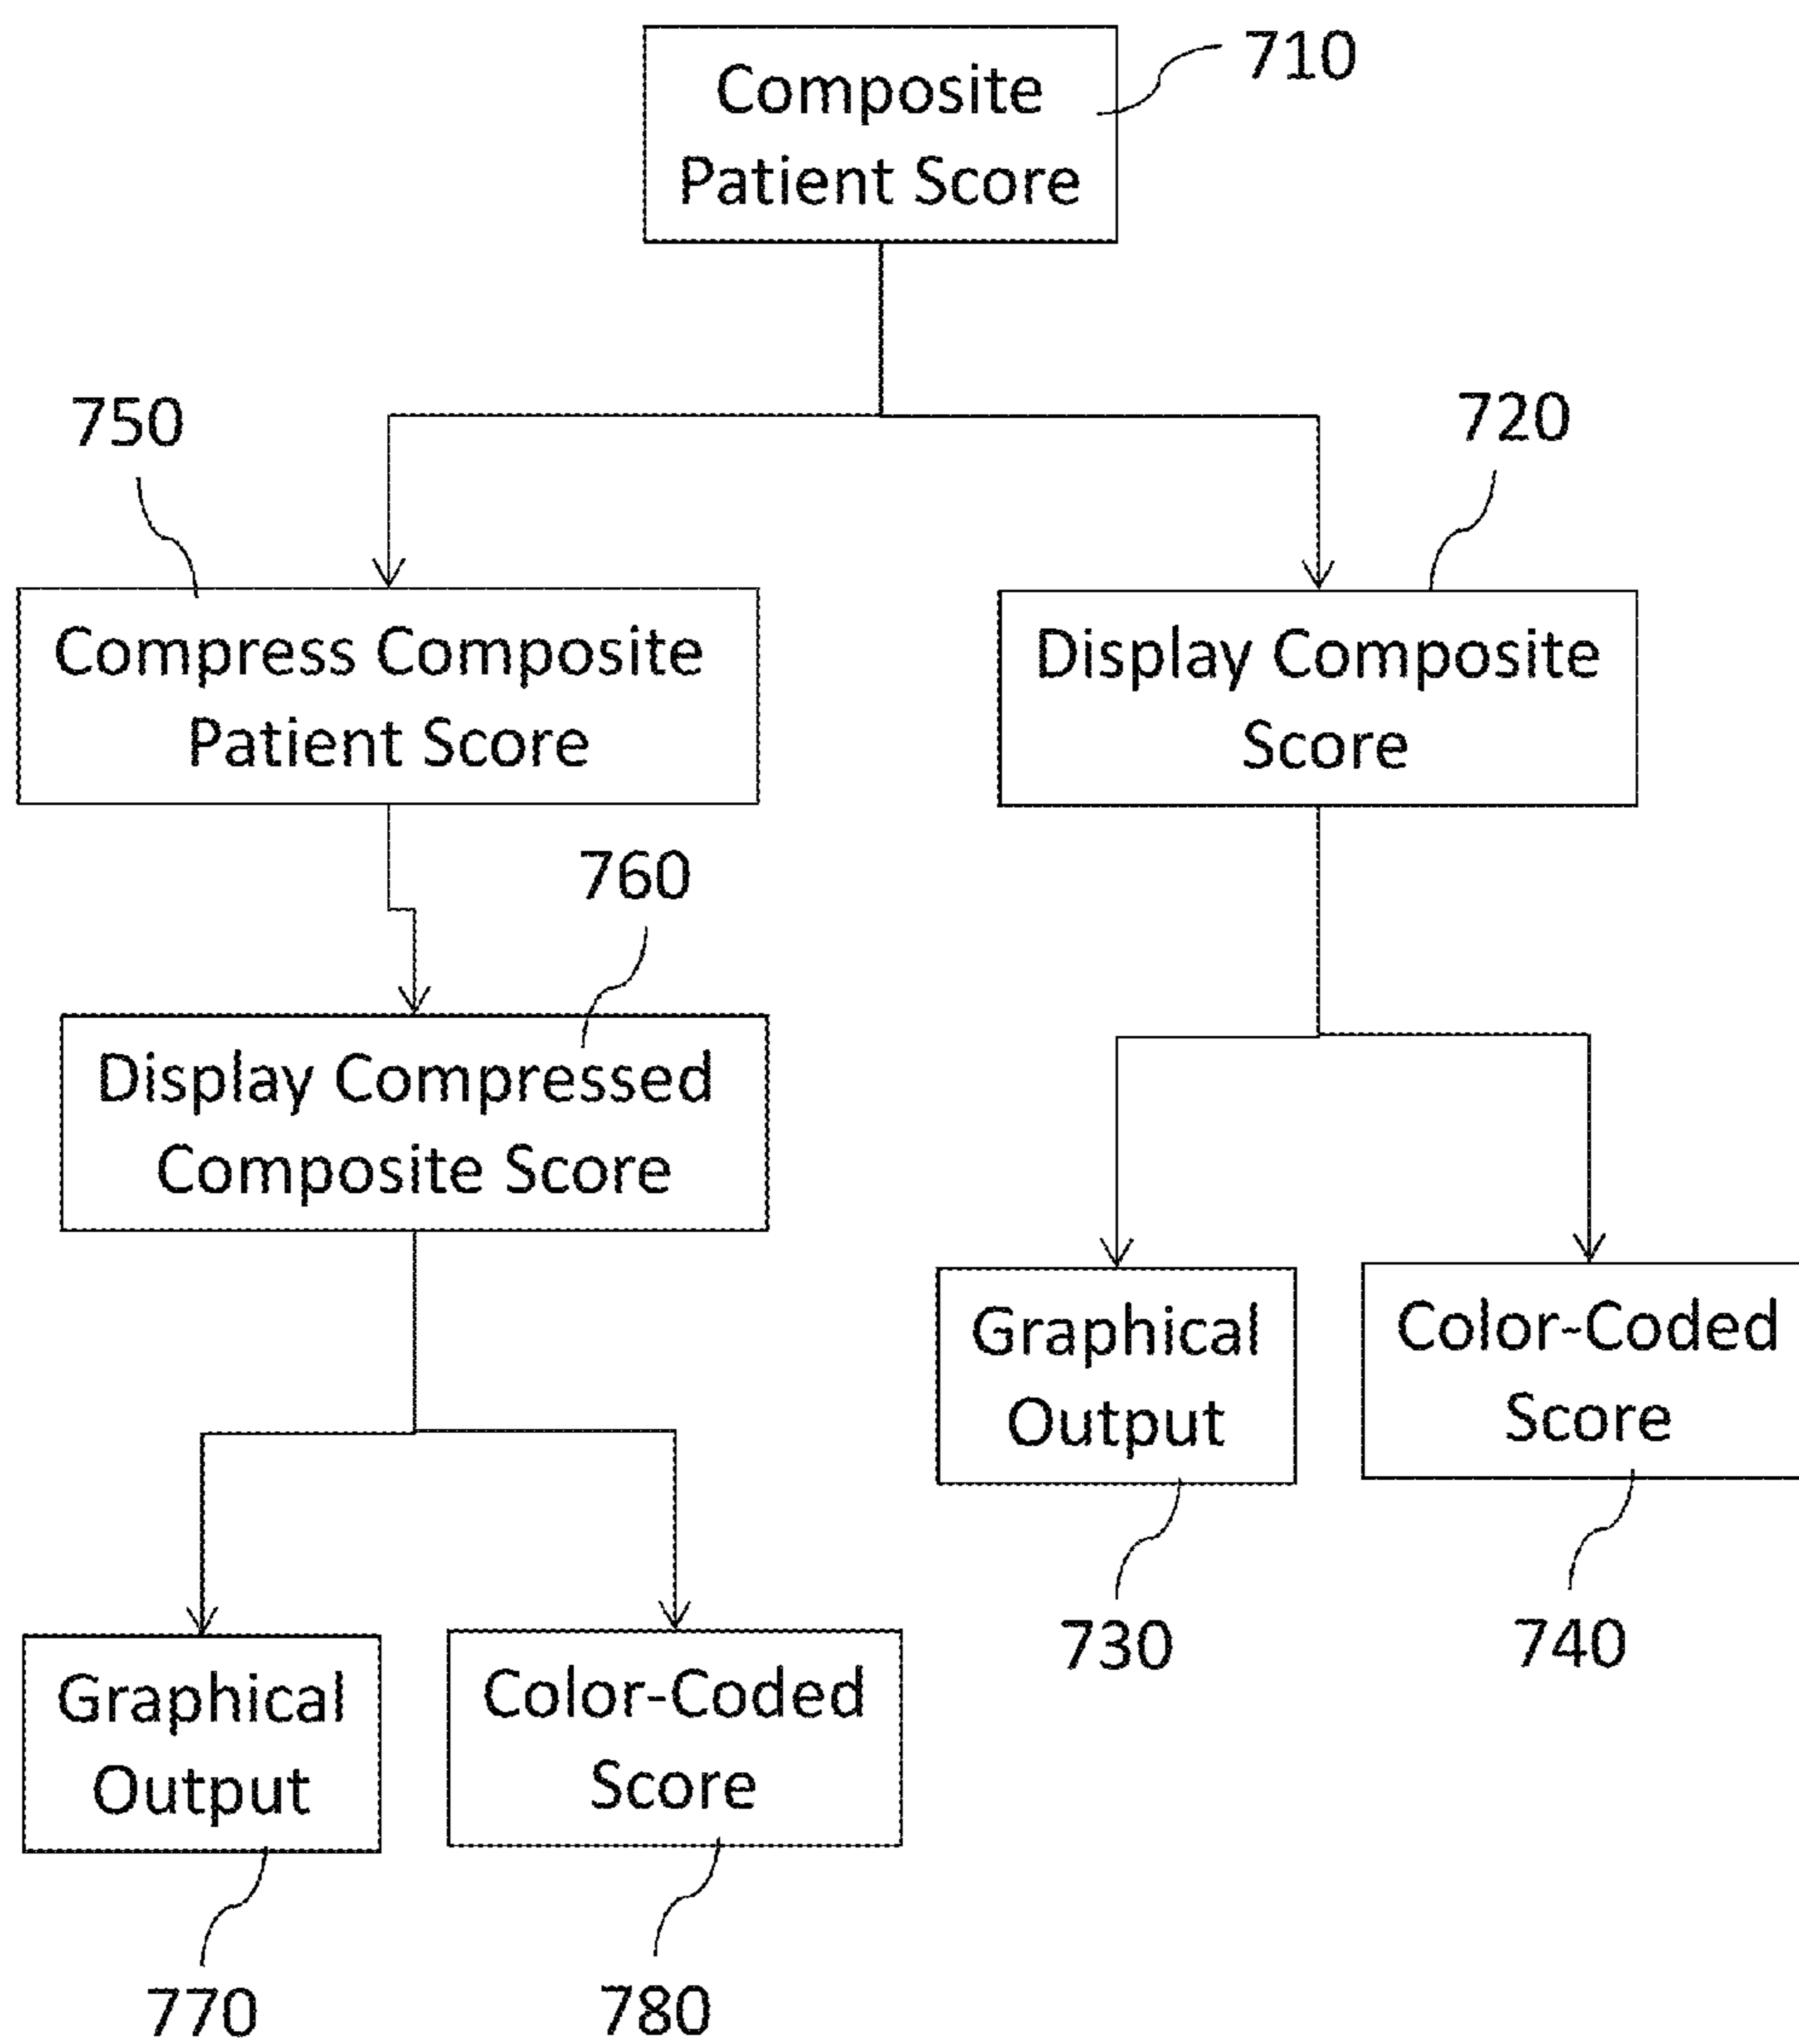 Composite
Patient Score
710
750
720
Compress Composite
Patient Score
Display Composite
Score
760
Display Compressed
Composite Score
Graphical
Output
Color-Coded
Score
730
740
Graphical
Output
Color-Coded
Score
770
780